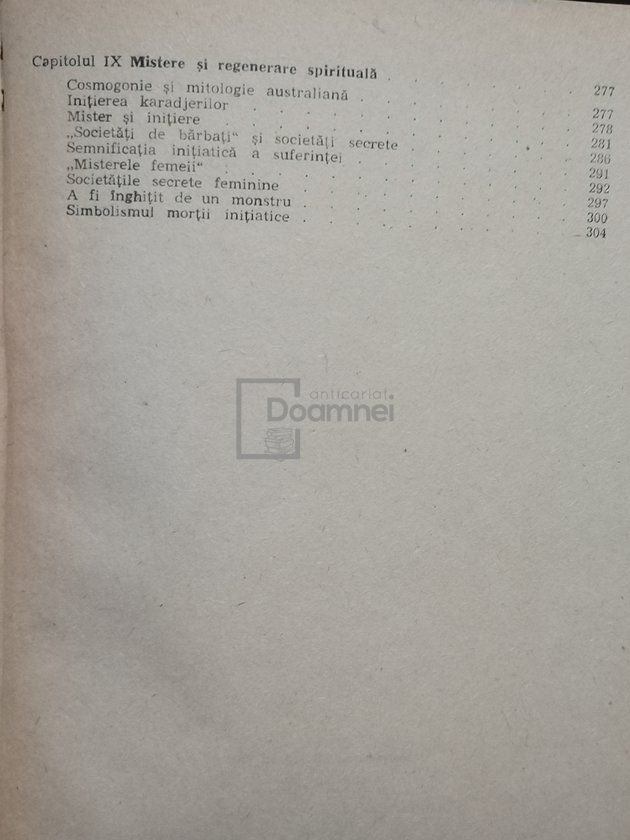 Capitolul IX Mistere și regenerare spirituală . . . . . . . 277
Cosmogonie și mitologie australiană . . . . . . . 277
Inițierea karadjerilor . . . . . . . . . . 278
Mister și inițiere . . . . . . . . . . . 281
„Societăți de bărbați“ și societăți secrete . . . . . . 286
Semnificația inițiatică a suferinței . . . . . . . 291
„Misterele femeii“ . . . . . . . . . . . 292
Societățile secrete feminine . . . . . . . . 297
A fi înghițit de un monstru . . . . . . . . 300
Simbolismul morții inițiatice . . . . . . . . 304
anticariat.
Doamnei